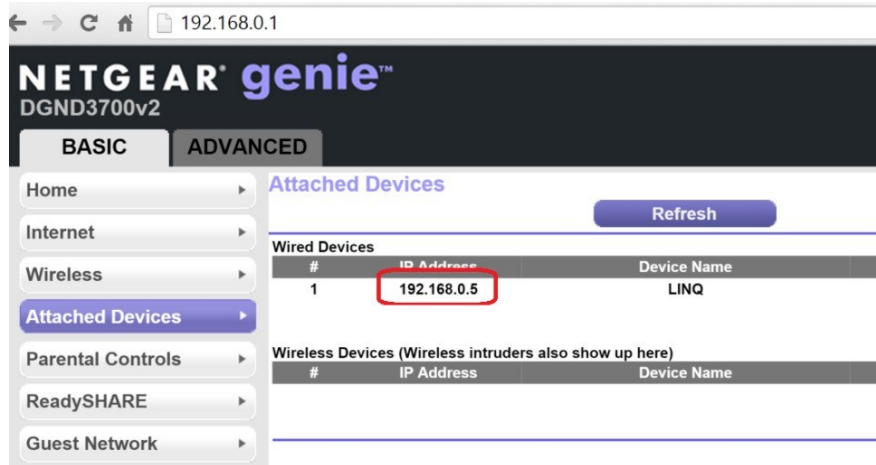 192.168.0.1
NETGEAR® genie™
DGND3700v2
BASIC ADVANCED
Home
Internet
Wireless
Attached Devices
Parental Controls
ReadySHARE
Guest Network
Attached Devices
Refresh
Wired Devices
# IP Address Device Name
1 192.168.0.5 LINQ
Wireless Devices (Wireless intruders also show up here)
# IP Address Device Name